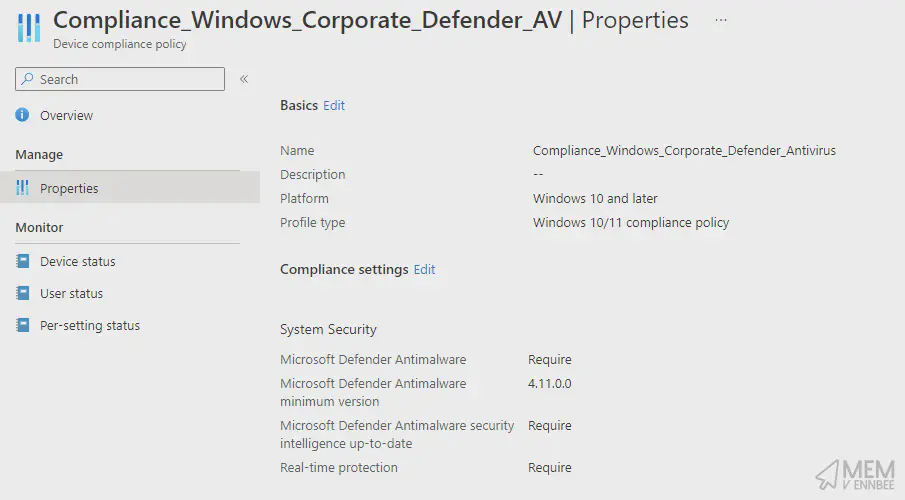 Compliance_Windows_Corporate_Defender_AV | Properties ...
Device compliance policy
Search «
Overview
Manage
Properties
Monitor
Device status
User status
Per-setting status
Basics Edit
Name Compliance_Windows_Corporate_Defender_Antivirus
Description --
Platform Windows 10 and later
Profile type Windows 10/11 compliance policy
Compliance settings Edit
System Security
Microsoft Defender Antimalware Require
Microsoft Defender Antimalware 4.11.0.0
minimum version
Microsoft Defender Antimalware security Require
intelligence up-to-date
Real-time protection Require
MEM
V ENNBEE